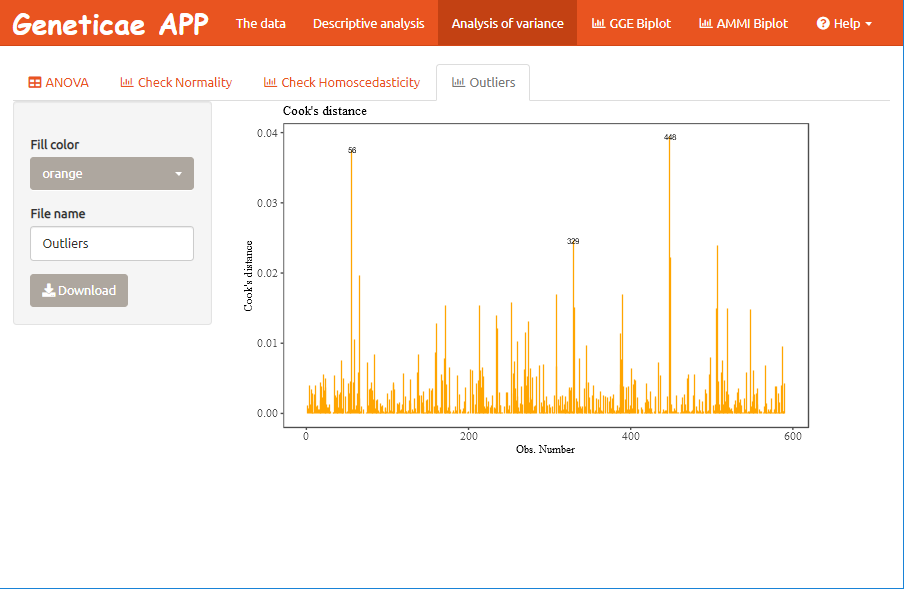 Geneticae APP The data Descriptive analysis Analysis of variance GGE Biplot AMMI Biplot Help
ANOVA Check Normality Check Homoscedasticity Outliers
Fill color
orange
File name
Outliers
Download
Cook's distance
Cook's distance
0.04
0.03
0.02
0.01
0.00
56
329
448
0 200 400 600
Obs. Number